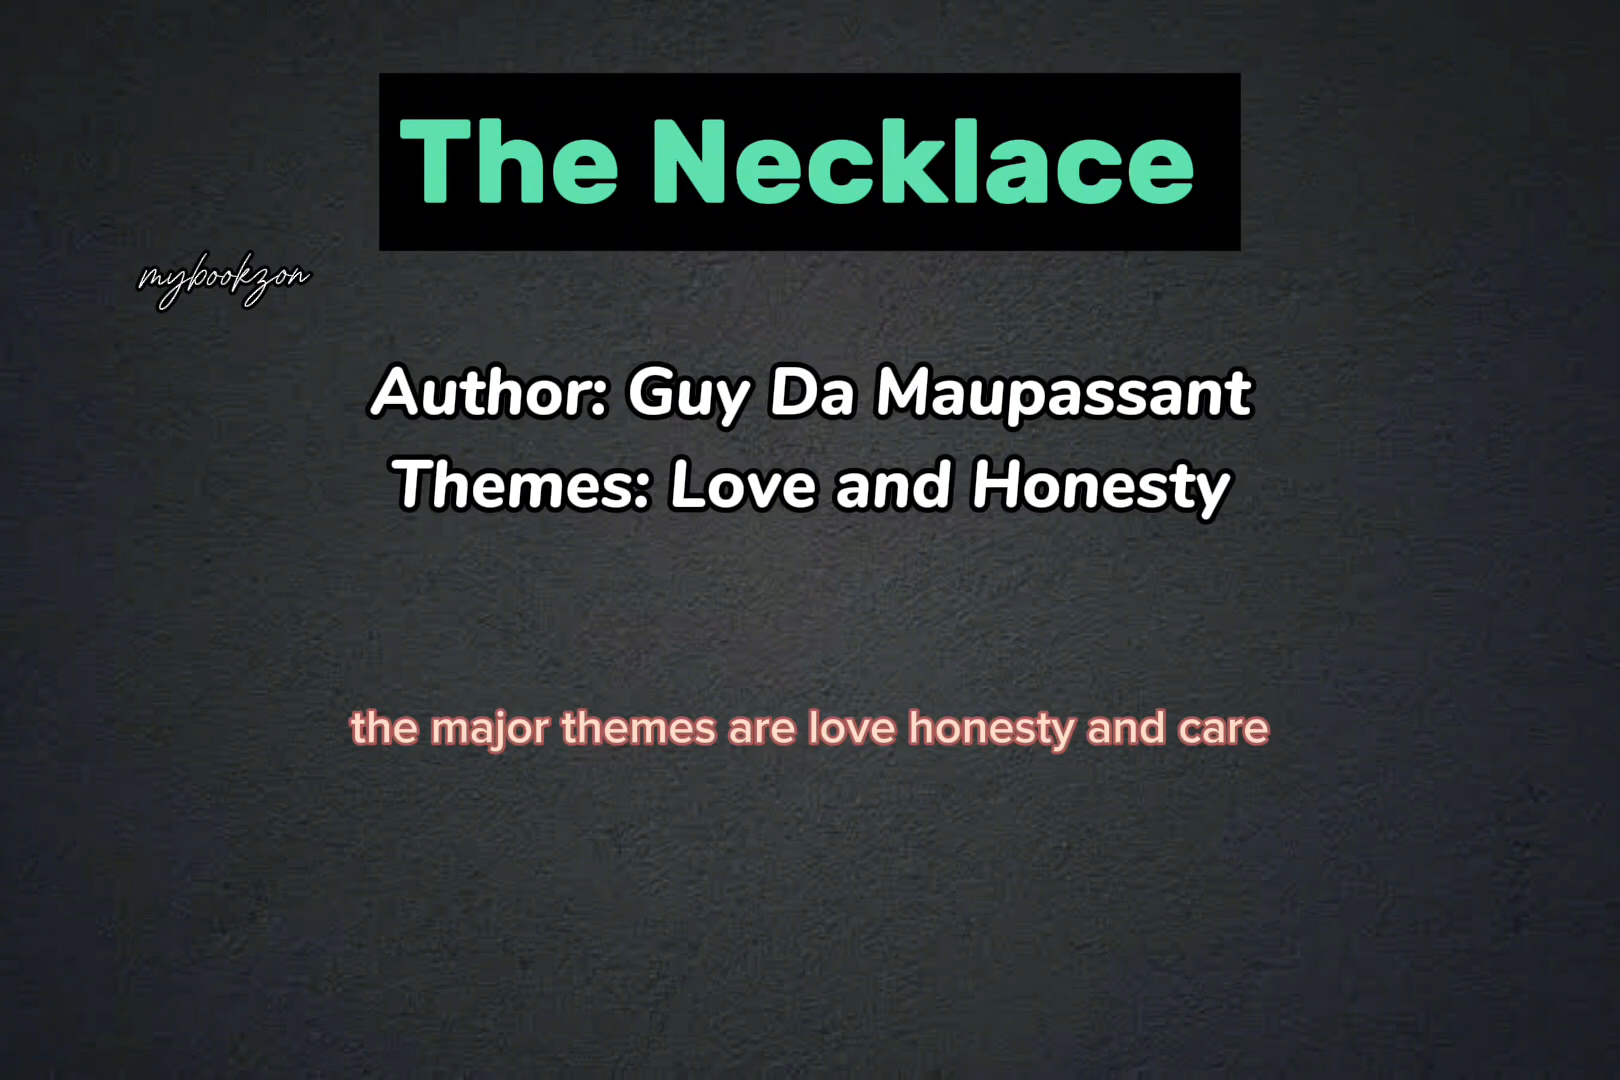 The Necklace
mybookzon
Author: Guy Da Maupassant
Themes: Love and Honesty
the major themes are love honesty and care